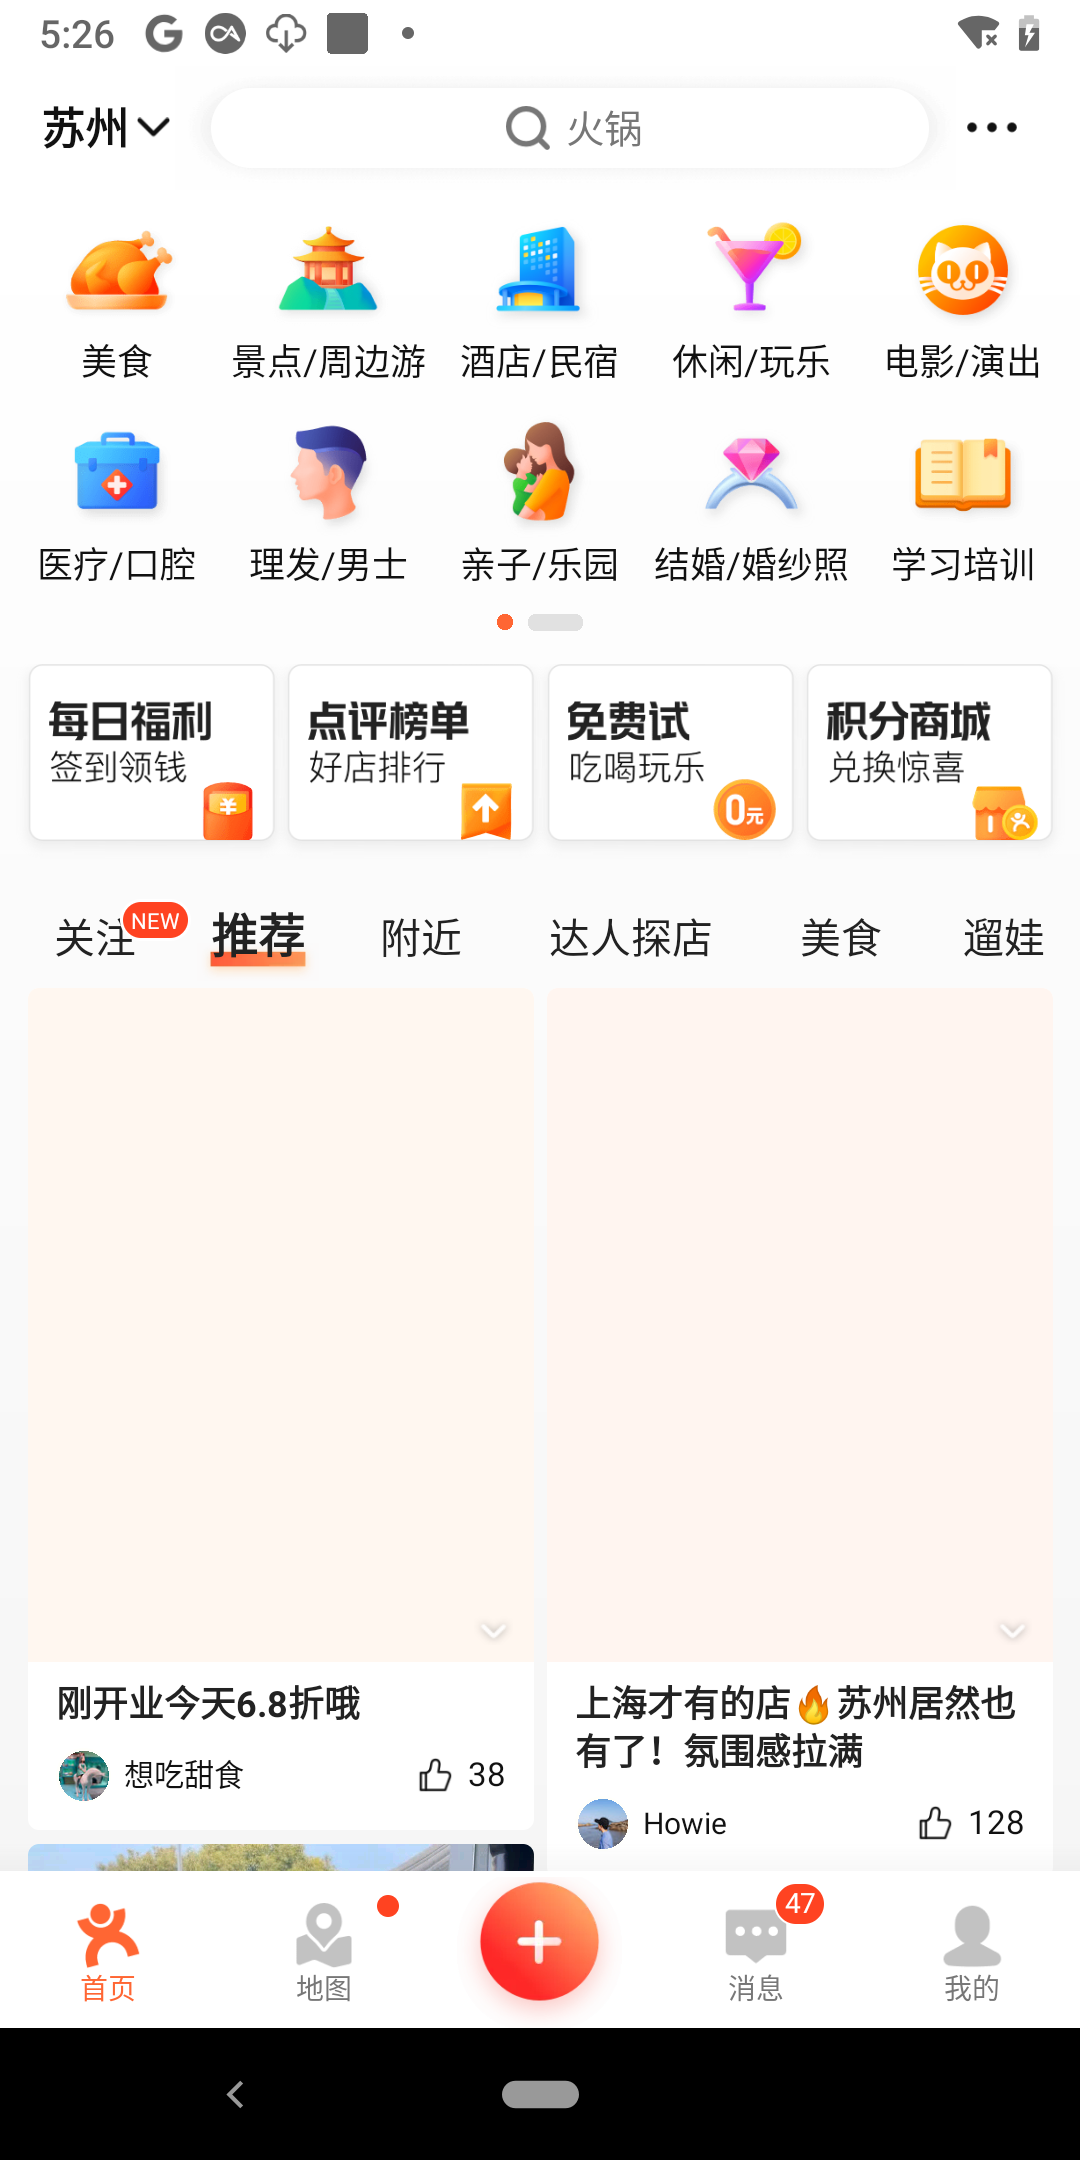 5:26
苏州
火锅
美食
景点/周边游
酒店/民宿
休闲/玩乐
电影/演出
医疗/口腔
理发/男士
亲子/乐园
结婚/婚纱照
学习培训
每日福利
签到领钱
¥
点评榜单
好店排行
免费试
吃喝玩乐
0元
积分商城
兑换惊喜
关注
NEW
推荐
附近
达人探店
美食
遛娃
刚开业今天6.8折哦
想吃甜食
38
上海才有的店🔥苏州居然也
有了！氛围感拉满
Howie
128
首页
地图
消息
47
我的